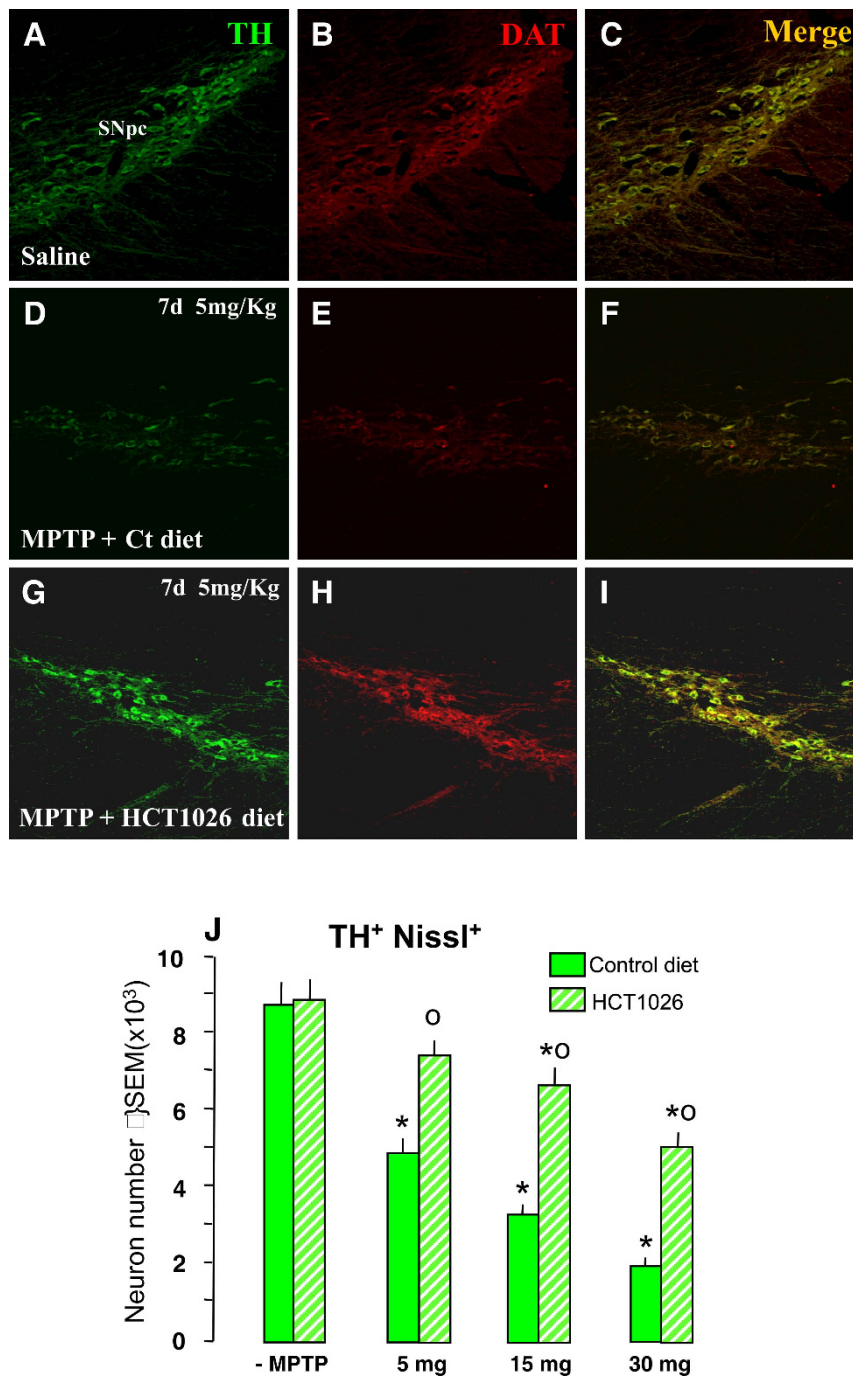 A TH
B DAT
C Merge
SNpc
Saline
D 7d 5mg/Kg
E
F
MPTP + Ct diet
G 7d 5mg/Kg
H
I
MPTP + HCT1026 diet
J TH⁺ Nissl⁺
Neuron number □}SEM(x10³)
10
8
6
4
2
0
Control diet
HCT1026
*
o
*
*o
*
*o
- MPTP 5 mg 15 mg 30 mg